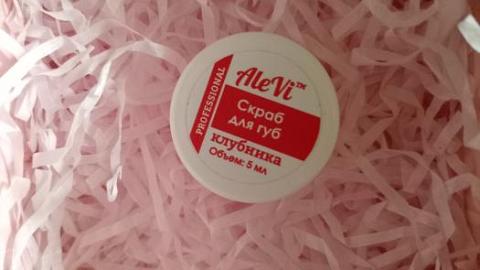 AleVi™
PROFESSIONAL
Скраб
для губ
клубника
Объем: 5 мл